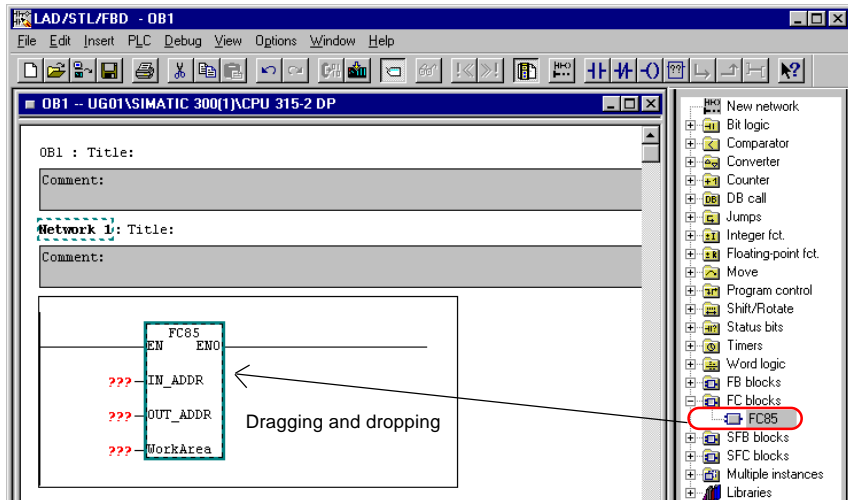 LAD/STL/FBD - OB1
File Edit Insert PLC Debug View Options Window Help
OB1 -- UG01\SIMATIC 300(1)\CPU 315-2 DP
OB1 : Title:
Comment:
Network 1: Title:
Comment:
FC85
EN ENO
??? IN_ADDR
??? OUT_ADDR
??? WorkArea
Dragging and dropping
New network
Bit logic
Comparator
Converter
Counter
DB call
Jumps
Integer fct.
Floating-point fct.
Move
Program control
Shift/Rotate
Status bits
Timers
Word logic
FB blocks
FC blocks
FC85
SFB blocks
SFC blocks
Multiple instances
Libraries